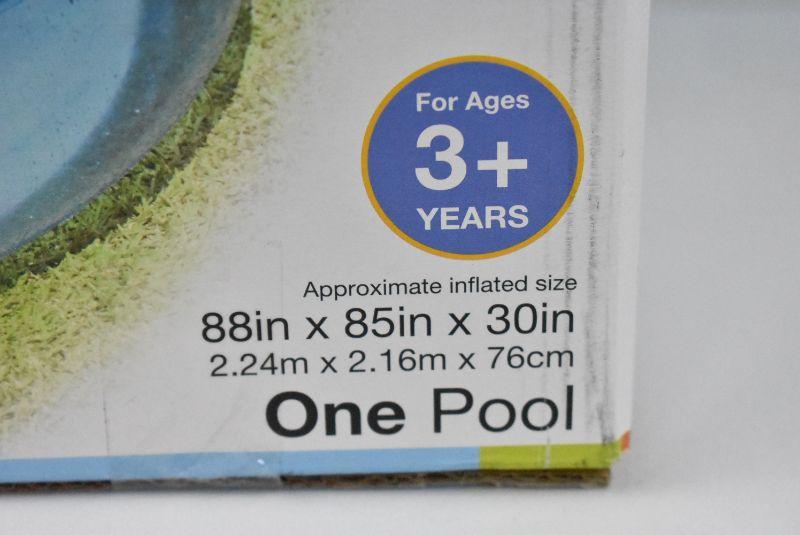 For Ages
3+
YEARS
Approximate inflated size
88in x 85in x 30in
2.24m x 2.16m x 76cm
One Pool